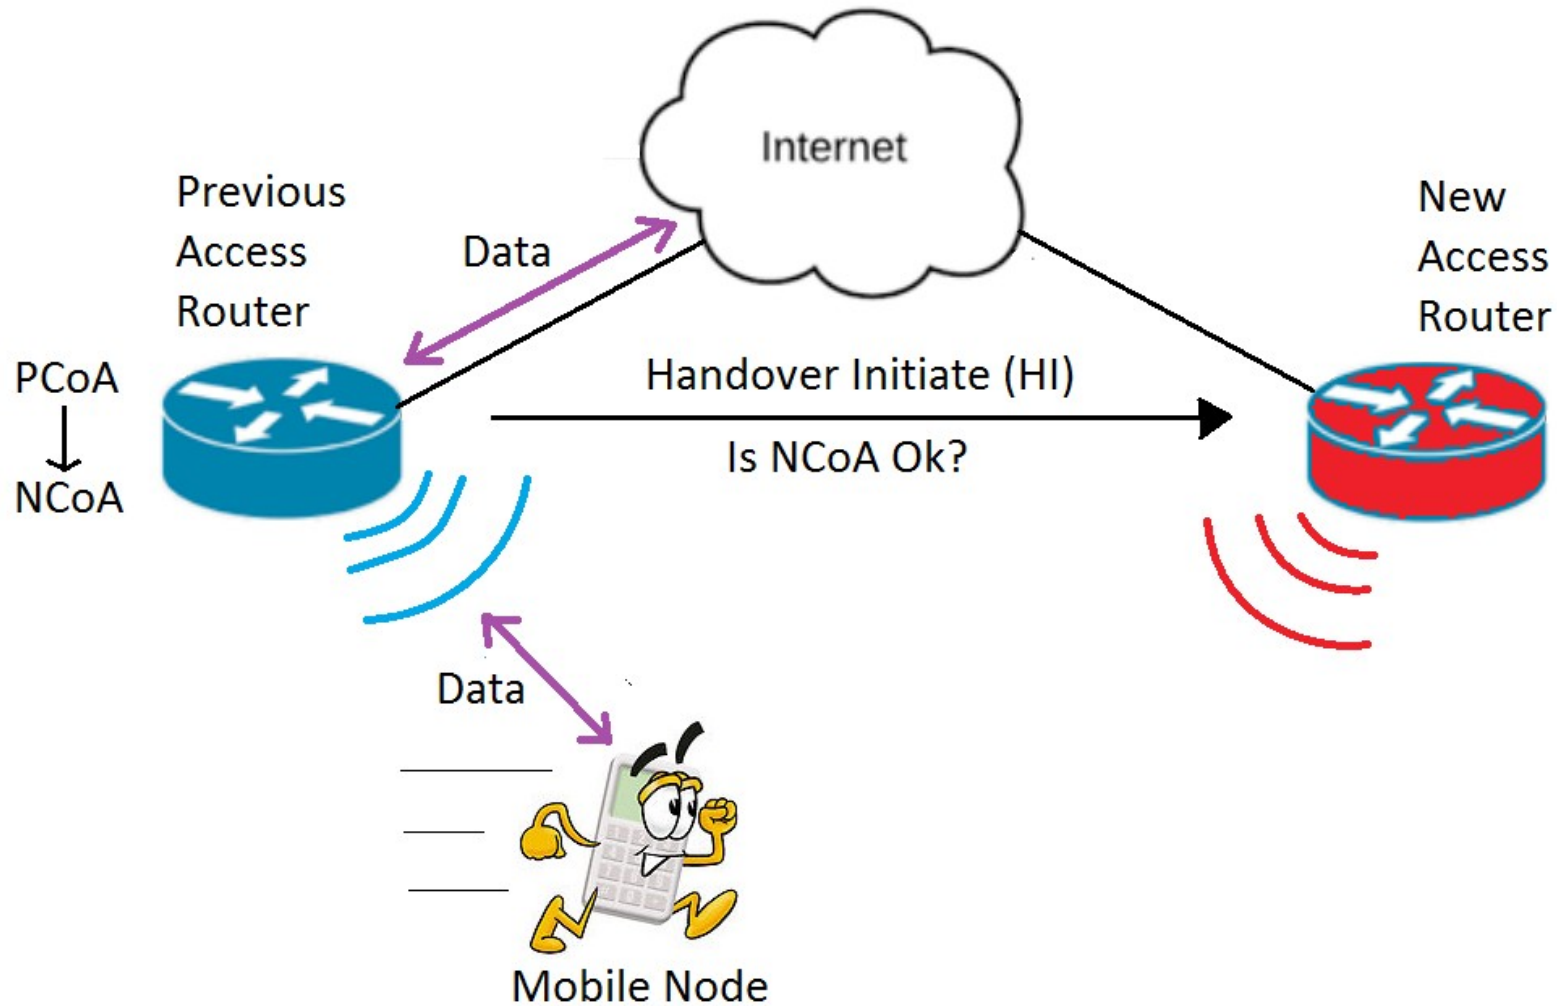 Internet
Previous
Access
Router
Data
New
Access
Router
PCoA
NCoA
Handover Initiate (HI)
Is NCoA Ok?
Data
Mobile Node